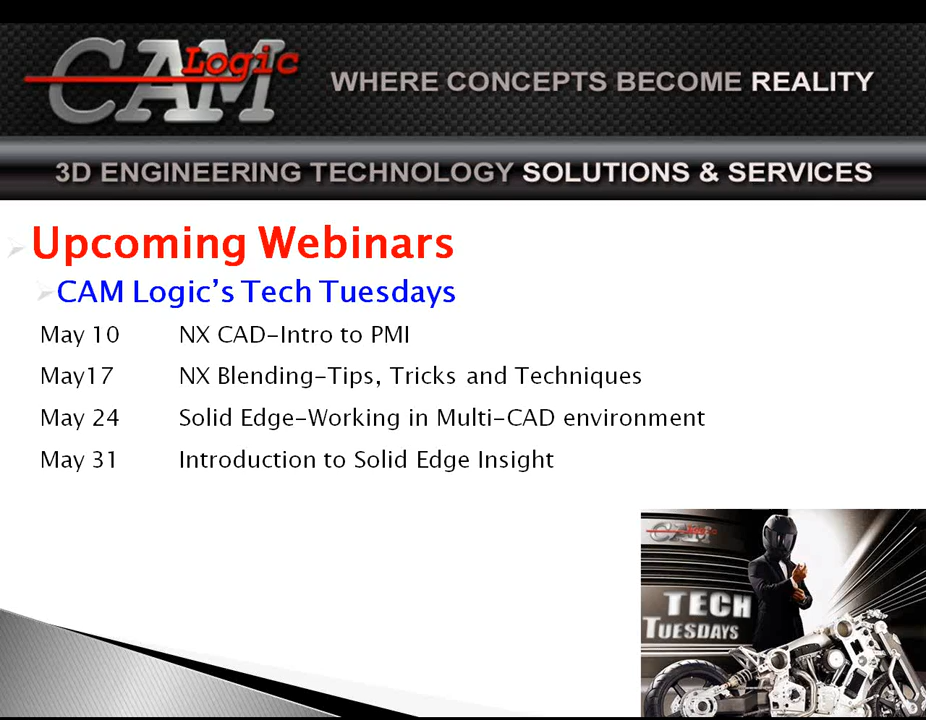 CAM Logic
WHERE CONCEPTS BECOME REALITY
3D ENGINEERING TECHNOLOGY SOLUTIONS & SERVICES
Upcoming Webinars
CAM Logic’s Tech Tuesdays
May 10 NX CAD-Intro to PMI
May17 NX Blending-Tips, Tricks and Techniques
May 24 Solid Edge-Working in Multi-CAD environment
May 31 Introduction to Solid Edge Insight
CAM Logic
TECH
TUESDAYS